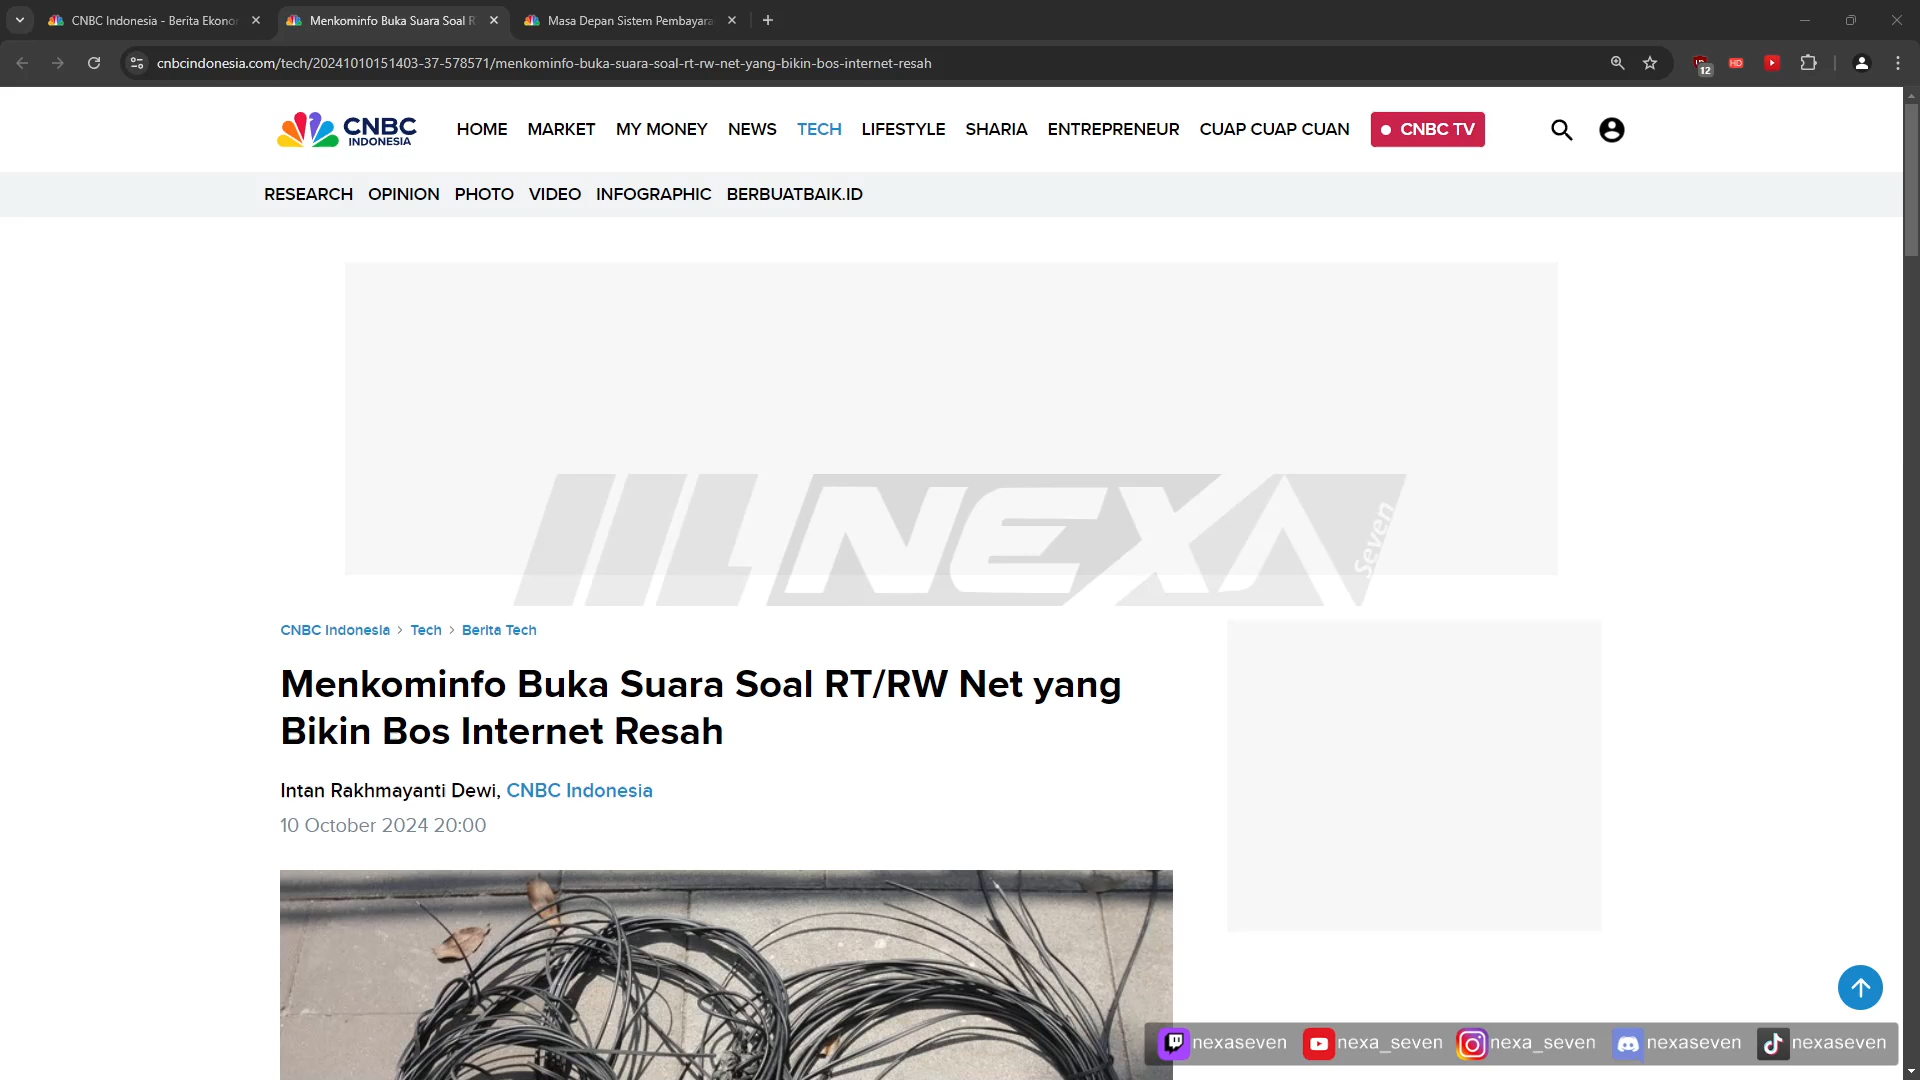 CNBC Indonesia - Berita Ekono
Menkominfo Buka Suara Soal R
Masa Depan Sistem Pembayara
cnbcindonesia.com/tech/20241010151403-37-578571/menkominfo-buka-suara-soal-rt-rw-net-yang-bikin-bos-internet-resah
12
HD
CNBC
INDONESIA
HOME MARKET MY MONEY NEWS TECH LIFESTYLE SHARIA ENTREPRENEUR CUAP CUAP CUAN CNBC TV
RESEARCH OPINION PHOTO VIDEO INFOGRAPHIC BERBUATBAIK.ID
NEXA
Seven
CNBC Indonesia > Tech > Berita Tech
Menkominfo Buka Suara Soal RT/RW Net yang
Bikin Bos Internet Resah
Intan Rakhmayanti Dewi, CNBC Indonesia
10 October 2024 20:00
nexaseven nexa_seven nexa_seven nexaseven nexaseven